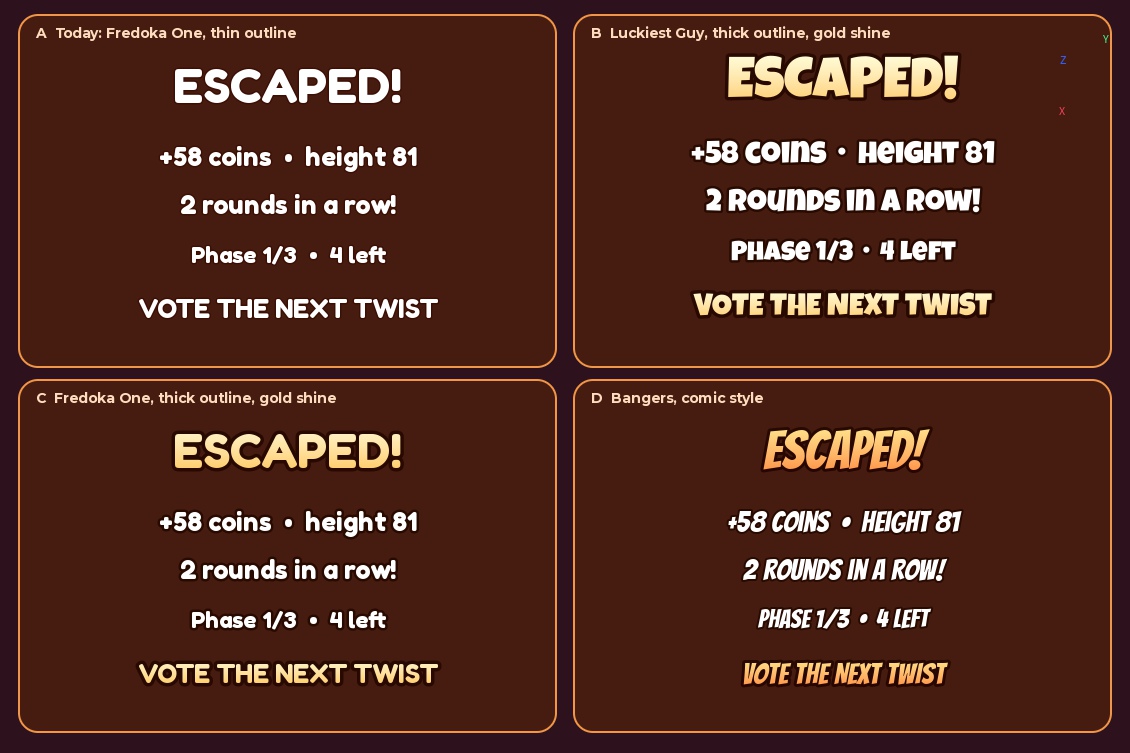 A Today: Fredoka One, thin outline
ESCAPED!
+58 coins • height 81
2 rounds in a row!
Phase 1/3 • 4 left
VOTE THE NEXT TWIST
B Luckiest Guy, thick outline, gold shine
Y
Z
X
ESCAPED!
+58 coins • HeigHT 81
2 Rounds in A Row!
PHase 1/3 • 4 LeFT
VOTE THE NEXT TWIST
C Fredoka One, thick outline, gold shine
ESCAPED!
+58 coins • height 81
2 rounds in a row!
Phase 1/3 • 4 left
VOTE THE NEXT TWIST
D Bangers, comic style
ESCAPED!
+58 COINS • HEIGHT 81
2 ROUNDS IN A ROW!
PHASE 1/3 • 4 LEFT
VOTE THE NEXT TWIST